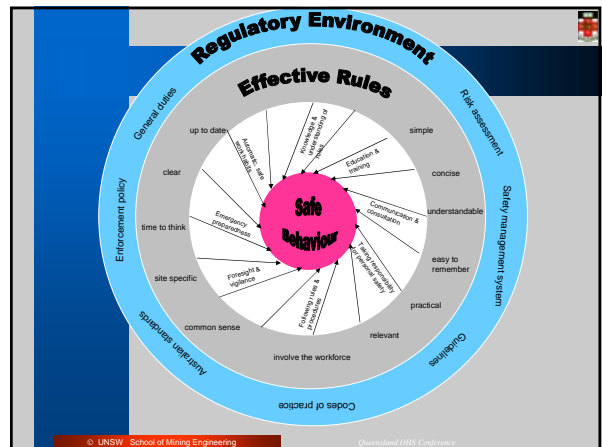 Regulatory Environment
General duties
Risk assessment
Enforcement policy
Safety management system
Australian standards
Guidelines
Codes of practice
Effective Rules
up to date
simple
clear
concise
time to think
understandable
site specific
easy to
remember
common sense
practical
relevant
involve the workforce
Automatic, safe
work habits
Knowledge &
understanding of
rules
Education &
training
Communication &
consultation
Emergency
preparedness
Taking responsibility
for personal safety
Foresight &
vigilance
Following rules &
procedures
Safe
Behaviour
© UNSW School of Mining Engineering
Queensland OHS Conference